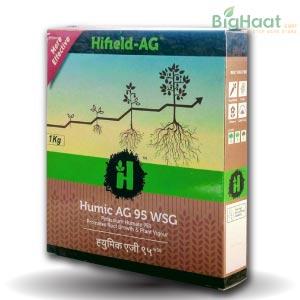 BigHaat
More Effective
Hifield-AG
1Kg
H
Humic AG 95 WSG
Potassium Humate 95%
Promotes Root Growth & Plant Vigour
ह्युमिक एजी ९५